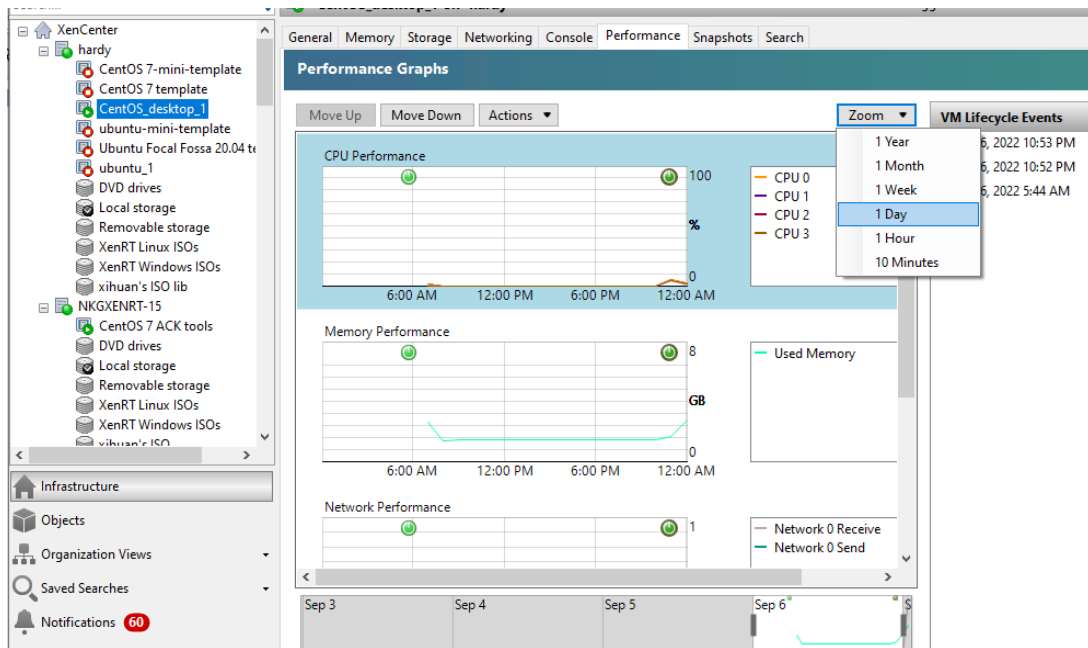 XenCenter
hardy
CentOS 7-mini-template
CentOS 7 template
CentOS_desktop_1
ubuntu-mini-template
Ubuntu Focal Fossa 20.04 te
ubuntu_1
DVD drives
Local storage
Removable storage
XenRT Linux ISOs
XenRT Windows ISOs
xihuan's ISO lib
NKGXENRT-15
CentOS 7 ACK tools
DVD drives
Local storage
Removable storage
XenRT Linux ISOs
XenRT Windows ISOs
xihuan's ISO
Infrastructure
Objects
Organization Views
Saved Searches
Notifications 60
General Memory Storage Networking Console Performance Snapshots Search
Performance Graphs
Move Up Move Down Actions Zoom
1 Year
1 Month
1 Week
1 Day
1 Hour
10 Minutes
CPU Performance
100
%
0
6:00 AM 12:00 PM 6:00 PM 12:00 AM
CPU 0
CPU 1
CPU 2
CPU 3
Memory Performance
8
GB
0
6:00 AM 12:00 PM 6:00 PM 12:00 AM
Used Memory
Network Performance
1
Network 0 Receive
Network 0 Send
Sep 3 Sep 4 Sep 5 Sep 6 S
VM Lifecycle Events
6, 2022 10:53 PM
6, 2022 10:52 PM
6, 2022 5:44 AM